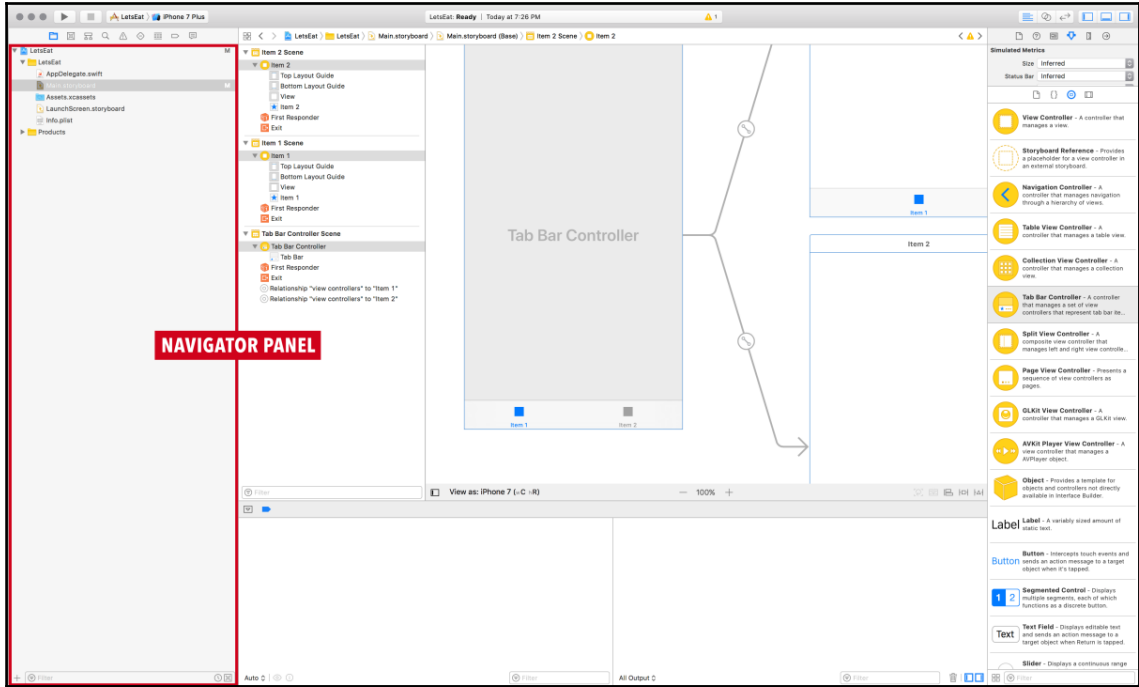 LetsEat
iPhone 7 Plus
LetsEat: Ready | Today at 7:26 PM
1
LetsEat
M
LetsEat
AppDelegate.swift
Main.storyboard
M
Assets.xcassets
LaunchScreen.storyboard
Info.plist
Products
NAVIGATOR PANEL
Filter
LetsEat
LetsEat
Main.storyboard
Main.storyboard (Base)
Item 2 Scene
Item 2
Item 2 Scene
Item 2
Top Layout Guide
Bottom Layout Guide
View
Item 2
First Responder
Exit
Item 1 Scene
Item 1
Top Layout Guide
Bottom Layout Guide
View
Item 1
First Responder
Exit
Tab Bar Controller Scene
Tab Bar Controller
Tab Bar
First Responder
Exit
Relationship "view controllers" to "Item 1"
Relationship "view controllers" to "Item 2"
Filter
Tab Bar Controller
Item 1
Item 2
Item 1
Item 2
View as: iPhone 7 (wC hR)
— 100% +
Auto
Filter
All Output
Filter
Simulated Metrics
Size Inferred
Status Bar Inferred
View Controller - A controller that
manages a view.
Storyboard Reference - Provides
a placeholder for a view controller in
an external storyboard.
Navigation Controller - A
controller that manages navigation
through a hierarchy of views.
Table View Controller - A
controller that manages a table view.
Collection View Controller - A
controller that manages a collection
view.
Tab Bar Controller - A controller
that manages a set of view
controllers that represent tab bar ite...
Split View Controller - A
composite view controller that
manages left and right view controlle...
Page View Controller - Presents a
sequence of view controllers as
pages.
GLKit View Controller - A
controller that manages a GLKit view.
AVKit Player View Controller - A
view controller that manages a
AVPlayer object.
Object - Provides a template for
objects and controllers not directly
available in Interface Builder.
Label
Label - A variably sized amount of
static text.
Button
Button - Intercepts touch events and
sends an action message to a target
object when it's tapped.
1 2
Segmented Control - Displays
multiple segments, each of which
functions as a discrete button.
Text
Text Field - Displays editable text
and sends an action message to a
target object when Return is tapped.
Slider - Displays a continuous range
Filter